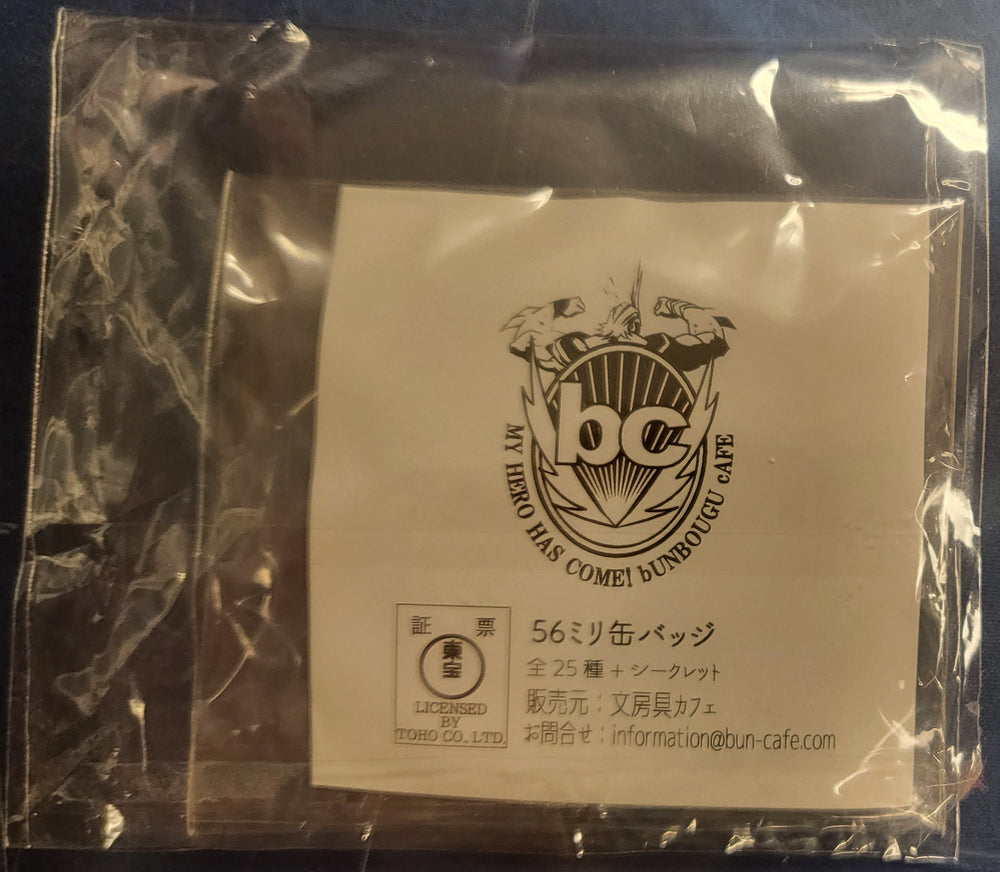 bc
MY HERO HAS COME! bUNBOUGU cAFE
証 票
東宝
LICENSED
BY
TOHO CO., LTD.
56ミリ缶バッジ
全 25 種 + シークレット
販売元 : 文房具カフェ
お問合せ : information@bun-cafe.com